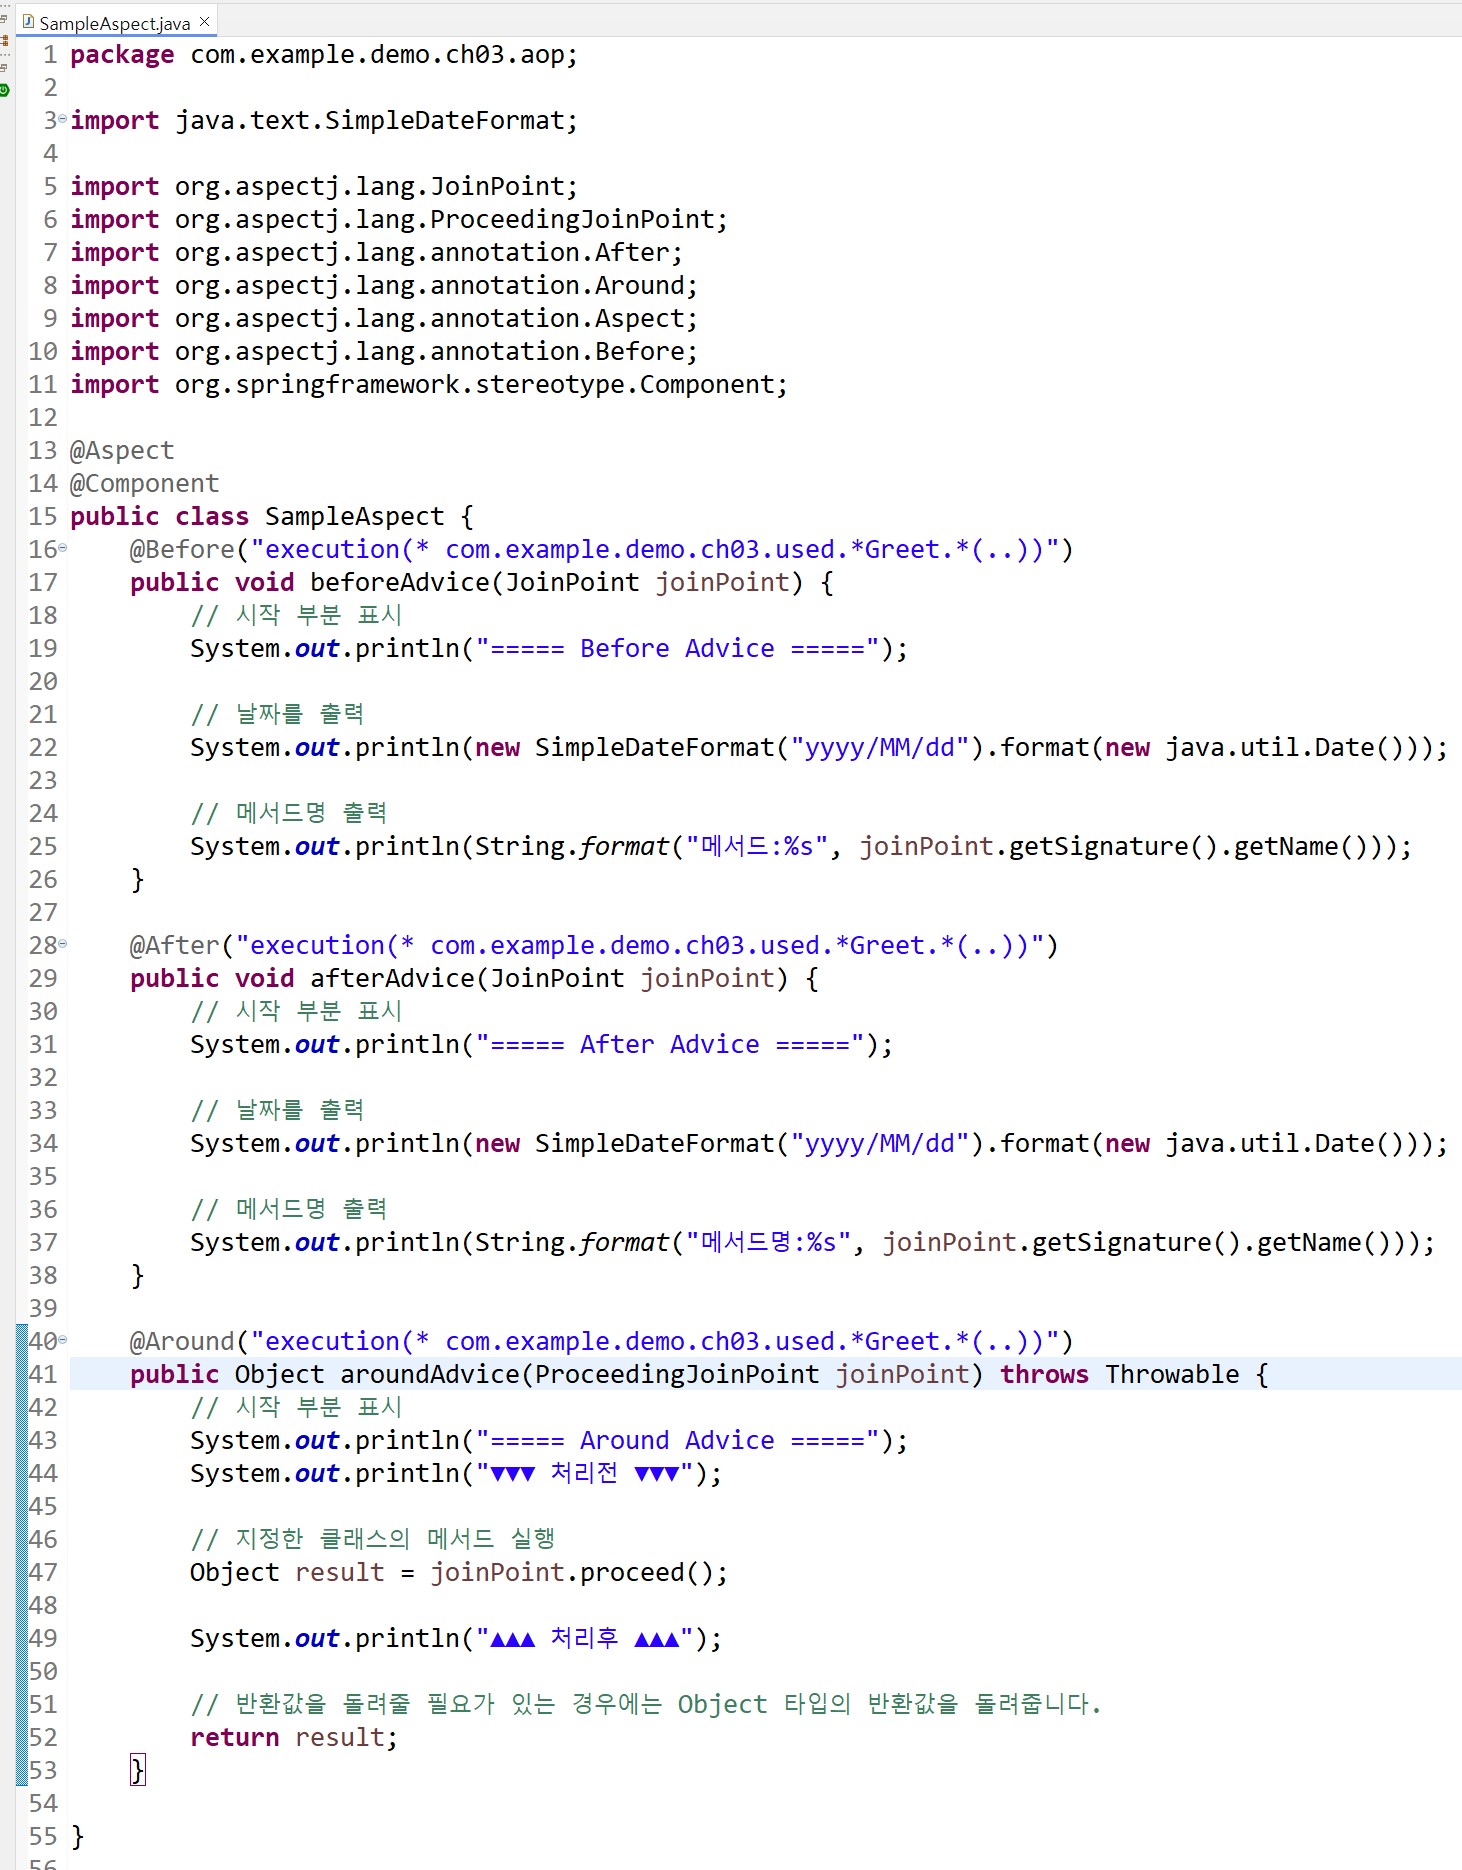 SampleAspect.java
1 package com.example.demo.ch03.aop;
2
3 import java.text.SimpleDateFormat;
4
5 import org.aspectj.lang.JoinPoint;
6 import org.aspectj.lang.ProceedingJoinPoint;
7 import org.aspectj.lang.annotation.After;
8 import org.aspectj.lang.annotation.Around;
9 import org.aspectj.lang.annotation.Aspect;
10 import org.aspectj.lang.annotation.Before;
11 import org.springframework.stereotype.Component;
12
13 @Aspect
14 @Component
15 public class SampleAspect {
16     @Before("execution(* com.example.demo.ch03.used.*Greet.*(..))")
17     public void beforeAdvice(JoinPoint joinPoint) {
18         // 시작 부분 표시
19         System.out.println("===== Before Advice =====");
20
21         // 날짜를 출력
22         System.out.println(new SimpleDateFormat("yyyy/MM/dd").format(new java.util.Date()));
23
24         // 메서드명 출력
25         System.out.println(String.format("메서드:%s", joinPoint.getSignature().getName()));
26     }
27
28     @After("execution(* com.example.demo.ch03.used.*Greet.*(..))")
29     public void afterAdvice(JoinPoint joinPoint) {
30         // 시작 부분 표시
31         System.out.println("===== After Advice =====");
32
33         // 날짜를 출력
34         System.out.println(new SimpleDateFormat("yyyy/MM/dd").format(new java.util.Date()));
35
36         // 메서드명 출력
37         System.out.println(String.format("메서드명:%s", joinPoint.getSignature().getName()));
38     }
39
40     @Around("execution(* com.example.demo.ch03.used.*Greet.*(..))")
41     public Object aroundAdvice(ProceedingJoinPoint joinPoint) throws Throwable {
42         // 시작 부분 표시
43         System.out.println("===== Around Advice =====");
44         System.out.println("▼▼▼ 처리전 ▼▼▼");
45
46         // 지정한 클래스의 메서드 실행
47         Object result = joinPoint.proceed();
48
49         System.out.println("▲▲▲ 처리후 ▲▲▲");
50
51         // 반환값을 돌려줄 필요가 있는 경우에는 Object 타입의 반환값을 돌려줍니다.
52         return result;
53     }
54
55 }
56